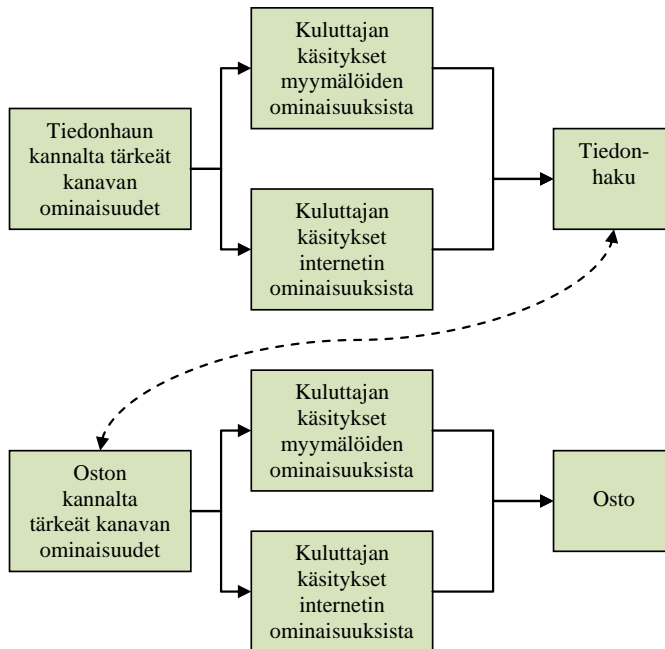 Kuluttajan
käsitykset
myymälöiden
ominaisuuksista
Tiedonhaun
kannalta tärkeät
kanavan
ominaisuudet
Tiedon-
haku
Kuluttajan
käsitykset
internetin
ominaisuuksista
Kuluttajan
käsitykset
myymälöiden
ominaisuuksista
Oston
kannalta
tärkeät kanavan
ominaisuudet
Osto
Kuluttajan
käsitykset
internetin
ominaisuuksista